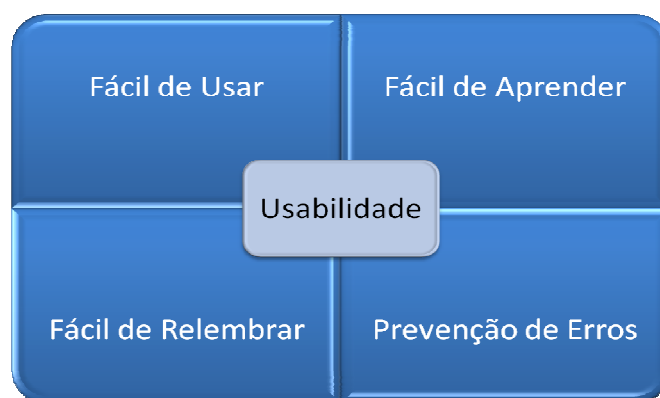 Fácil de Usar
Fácil de Aprender
Usabilidade
Fácil de Relembrar
Prevenção de Erros